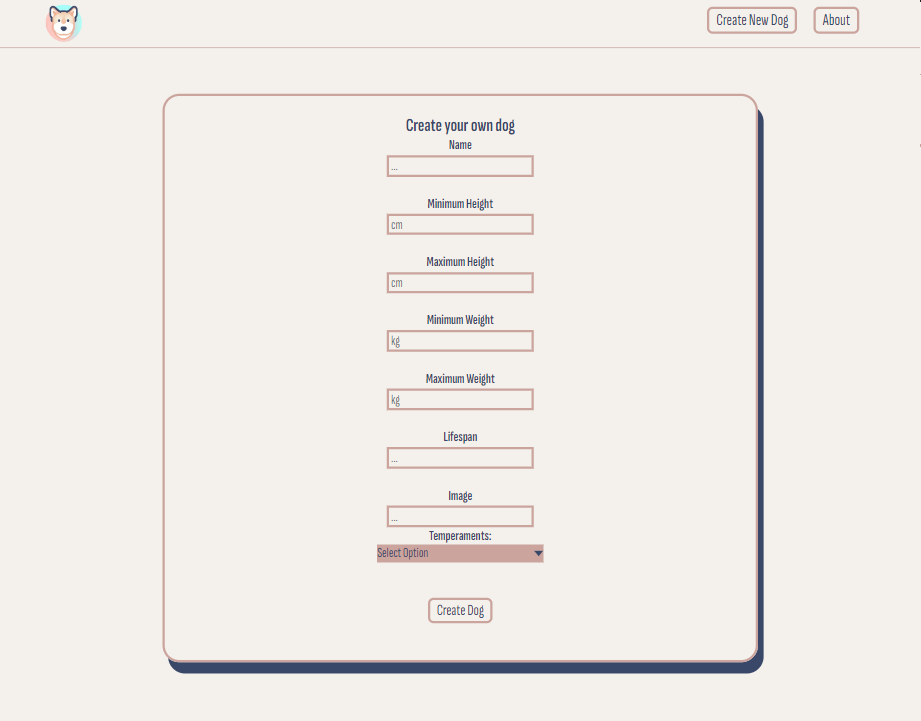 Create New Dog
About
Create your own dog
Name
...
Minimum Height
cm
Maximum Height
cm
Minimum Weight
kg
Maximum Weight
kg
Lifespan
...
Image
...
Temperaments:
Select Option
Create Dog